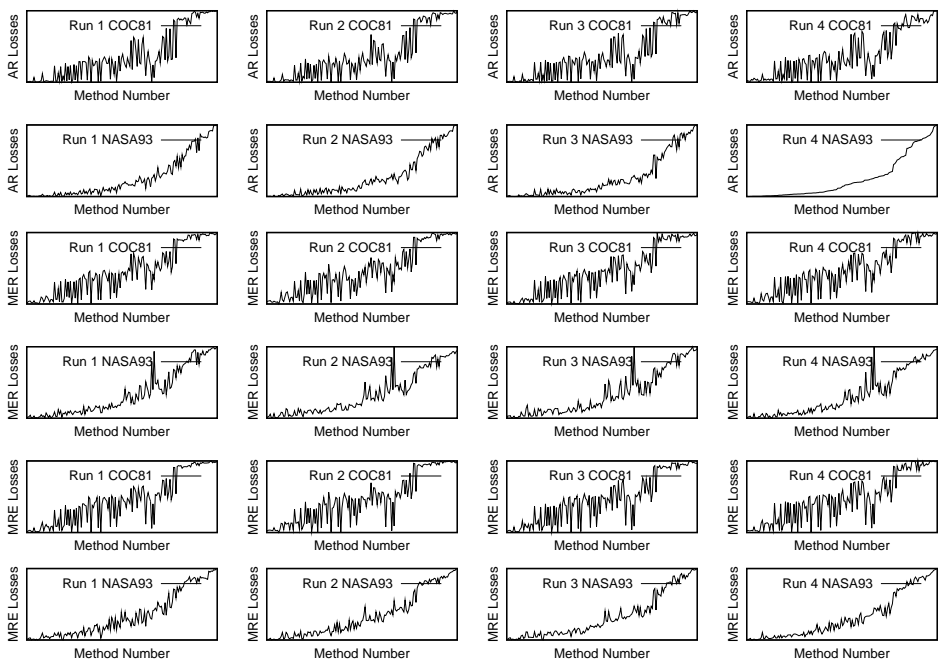 AR Losses
Run 1 COC81
Method Number
AR Losses
Run 2 COC81
Method Number
AR Losses
Run 3 COC81
Method Number
AR Losses
Run 4 COC81
Method Number
AR Losses
Run 1 NASA93
Method Number
AR Losses
Run 2 NASA93
Method Number
AR Losses
Run 3 NASA93
Method Number
AR Losses
Run 4 NASA93
Method Number
MER Losses
Run 1 COC81
Method Number
MER Losses
Run 2 COC81
Method Number
MER Losses
Run 3 COC81
Method Number
MER Losses
Run 4 COC81
Method Number
MER Losses
Run 1 NASA93
Method Number
MER Losses
Run 2 NASA93
Method Number
MER Losses
Run 3 NASA93
Method Number
MER Losses
Run 4 NASA93
Method Number
MRE Losses
Run 1 COC81
Method Number
MRE Losses
Run 2 COC81
Method Number
MRE Losses
Run 3 COC81
Method Number
MRE Losses
Run 4 COC81
Method Number
MRE Losses
Run 1 NASA93
Method Number
MRE Losses
Run 2 NASA93
Method Number
MRE Losses
Run 3 NASA93
Method Number
MRE Losses
Run 4 NASA93
Method Number